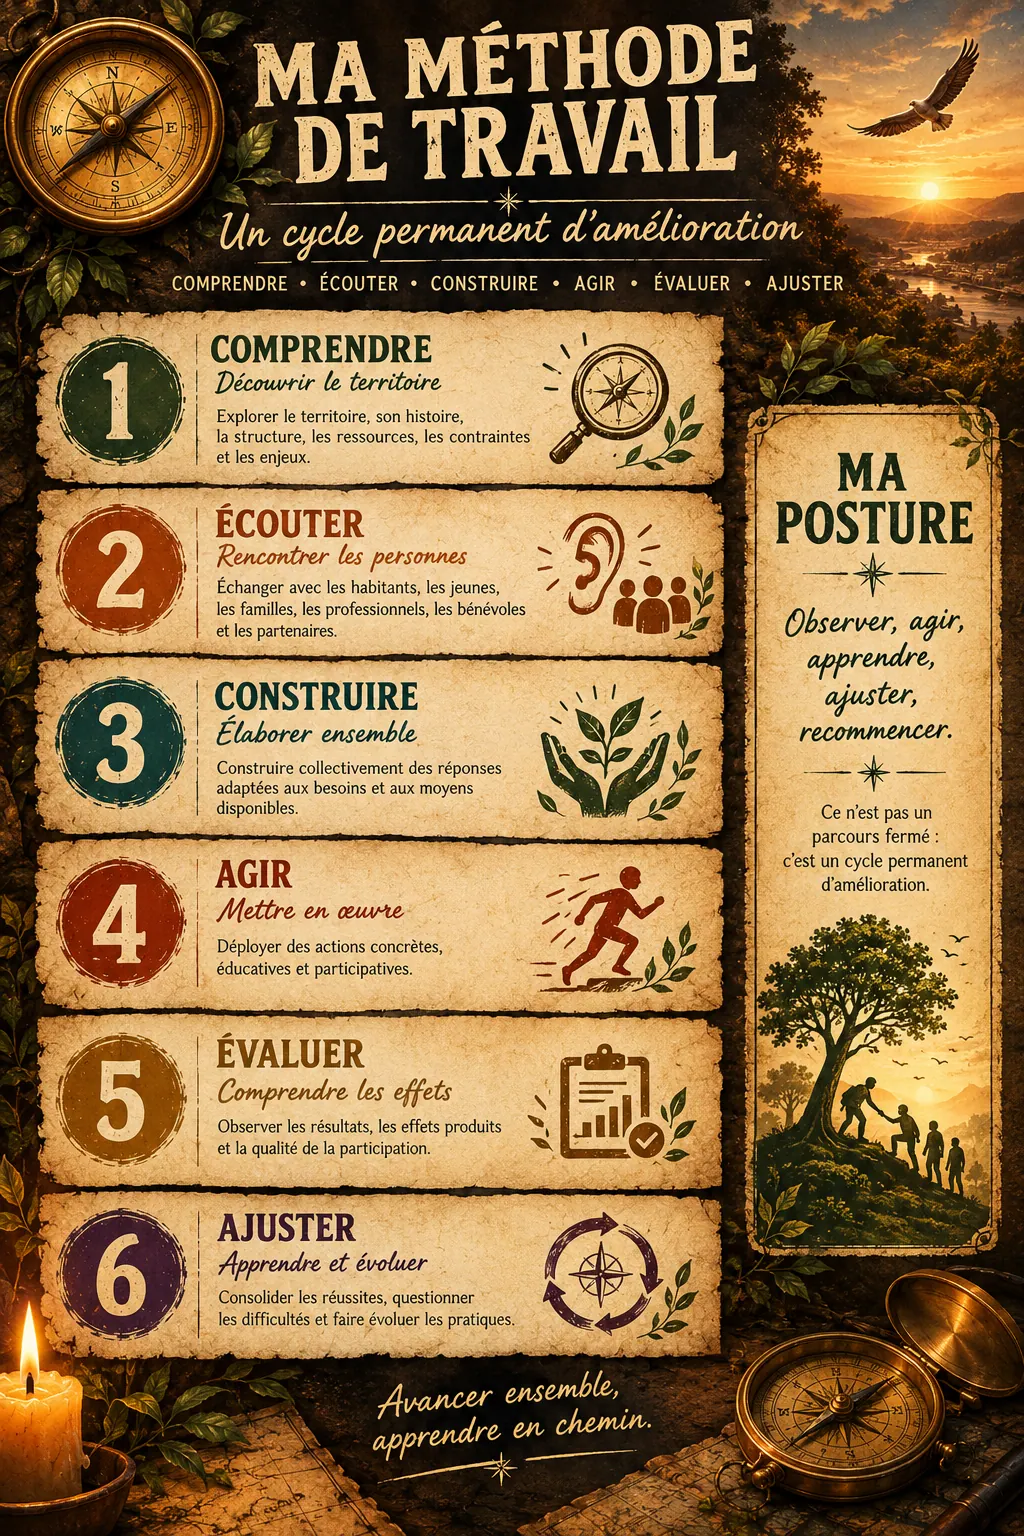 MA MÉTHODE
DE TRAVAIL
Un cycle permanent d'amélioration
COMPRENDRE • ÉCOUTER • CONSTRUIRE • AGIR • ÉVALUER • AJUSTER
N
E
S
W
1
COMPRENDRE
Découvrir le territoire
Explorer le territoire, son histoire,
la structure, les ressources, les contraintes
et les enjeux.
2
ÉCOUTER
Rencontrer les personnes
Échanger avec les habitants, les jeunes,
les familles, les professionnels, les bénévoles
et les partenaires.
3
CONSTRUIRE
Élaborer ensemble
Construire collectivement des réponses
adaptées aux besoins et aux moyens
disponibles.
4
AGIR
Mettre en œuvre
Déployer des actions concrètes,
éducatives et participatives.
5
ÉVALUER
Comprendre les effets
Observer les résultats, les effets produits
et la qualité de la participation.
6
AJUSTER
Apprendre et évoluer
Consolider les réussites, questionner
les difficultés et faire évoluer les pratiques.
MA
POSTURE
Observer, agir,
apprendre,
ajuster,
recommencer.
Ce n'est pas un
parcours fermé :
c'est un cycle permanent
d'amélioration.
Avancer ensemble,
apprendre en chemin.